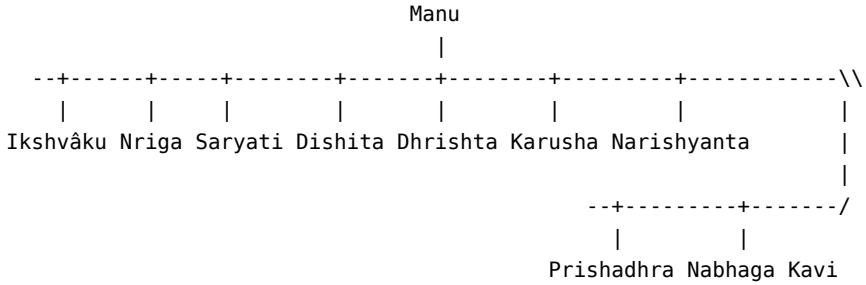 Manu
Ikshvâku Nriga Saryati Dishita Dhrishta Karusha Narishyanta
Prishadhra Nabhaga Kavi